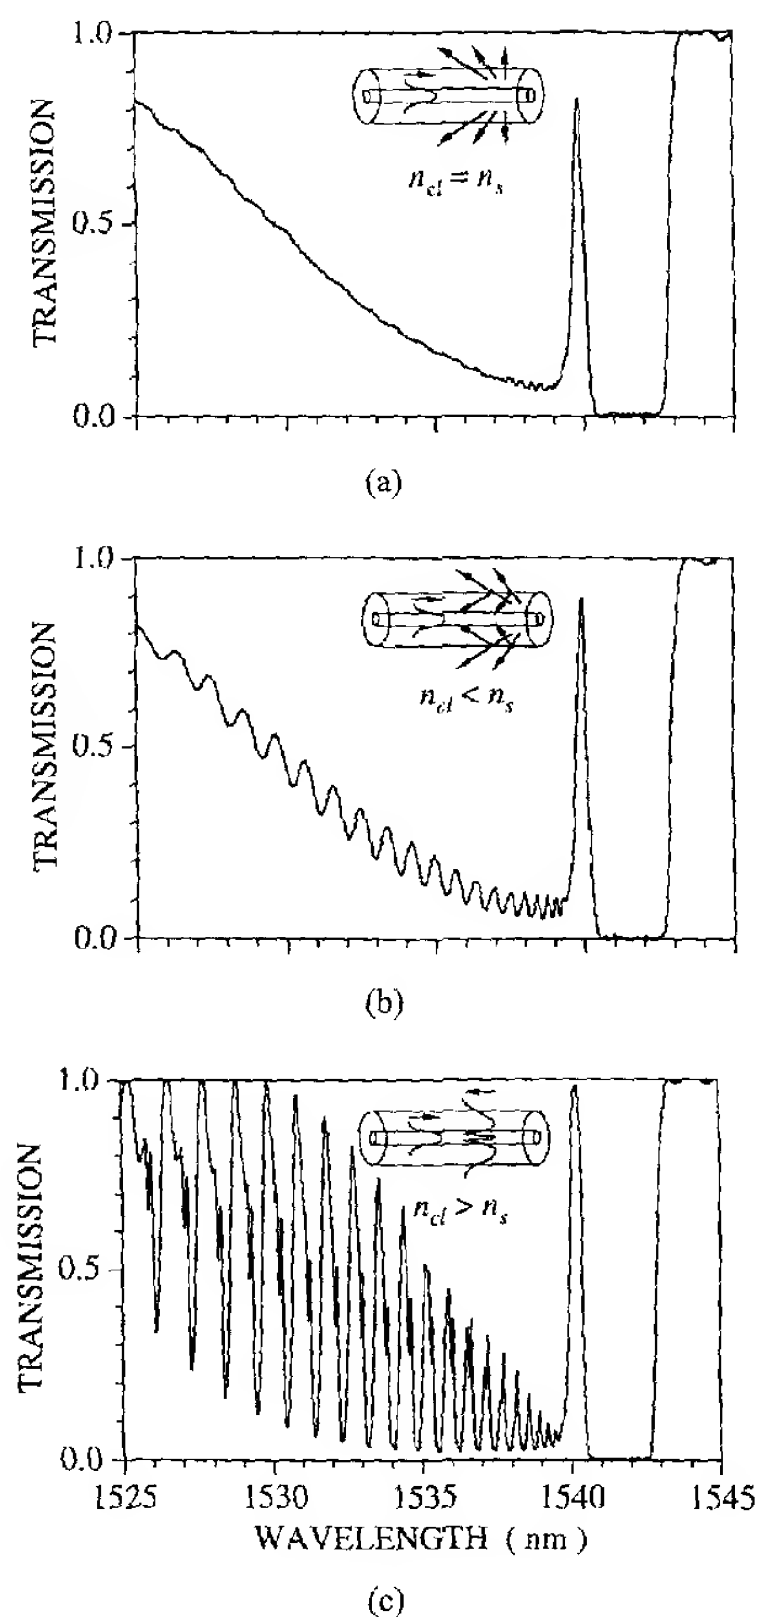 1.0
0.5
0.0
TRANSMISSION
n_cl = n_s
(a)
1.0
0.5
0.0
TRANSMISSION
n_cl < n_s
(b)
1.0
0.5
0.0
TRANSMISSION
n_cl > n_s
1525 1530 1535 1540 1545
WAVELENGTH ( nm )
(c)